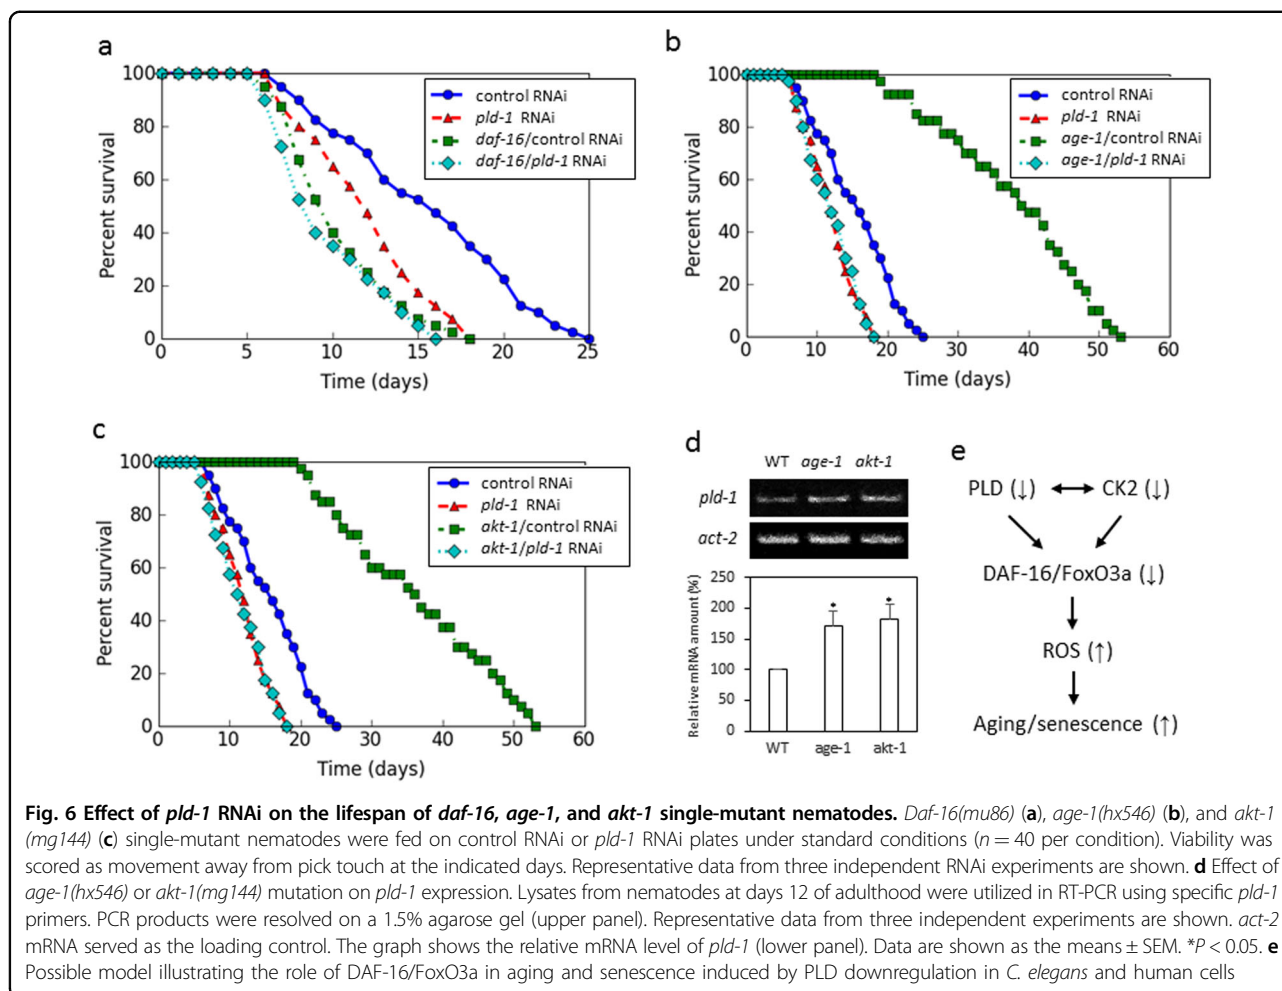 a
100
80
60
40
20
0
Percent survival
0 5 10 15 20 25
Time (days)
control RNAi
pld-1 RNAi
daf-16/control RNAi
daf-16/pld-1 RNAi
b
100
80
60
40
20
0
Percent survival
0 10 20 30 40 50 60
Time (days)
control RNAi
pld-1 RNAi
age-1/control RNAi
age-1/pld-1 RNAi
c
100
80
60
40
20
0
Percent survival
0 10 20 30 40 50 60
Time (days)
control RNAi
pld-1 RNAi
akt-1/control RNAi
akt-1/pld-1 RNAi
d
WT age-1 akt-1
pld-1
act-2
250
200
150
100
50
0
Relative mRNA amount (%)
* *
WT age-1 akt-1
e
PLD (↓) ↔ CK2 (↓)
DAF-16/FoxO3a (↓)
ROS (↑)
Aging/senescence (↑)
Fig. 6 Effect of pld-1 RNAi on the lifespan of daf-16, age-1, and akt-1 single-mutant nematodes. Daf-16(mu86) (a), age-1(hx546) (b), and akt-1
(mg144) (c) single-mutant nematodes were fed on control RNAi or pld-1 RNAi plates under standard conditions (n = 40 per condition). Viability was
scored as movement away from pick touch at the indicated days. Representative data from three independent RNAi experiments are shown. d Effect of
age-1(hx546) or akt-1(mg144) mutation on pld-1 expression. Lysates from nematodes at days 12 of adulthood were utilized in RT-PCR using specific pld-1
primers. PCR products were resolved on a 1.5% agarose gel (upper panel). Representative data from three independent experiments are shown. act-2
mRNA served as the loading control. The graph shows the relative mRNA level of pld-1 (lower panel). Data are shown as the means ± SEM. *P < 0.05. e
Possible model illustrating the role of DAF-16/FoxO3a in aging and senescence induced by PLD downregulation in C. elegans and human cells